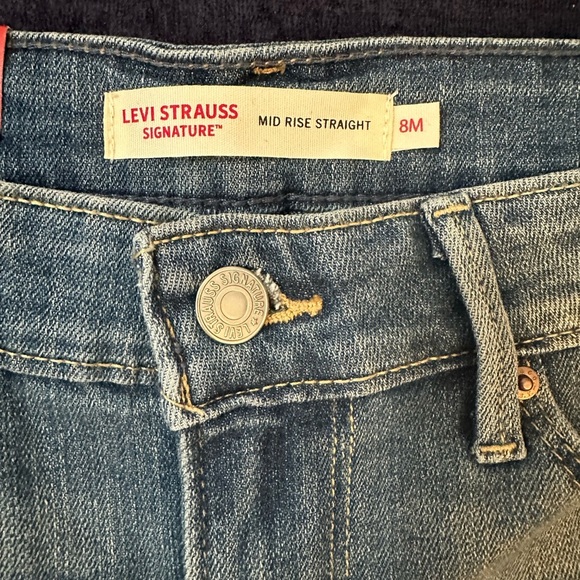 LEVI STRAUSS
SIGNATURE™
MID RISE STRAIGHT
8M
LEVI STRAUSS SIGNATURE